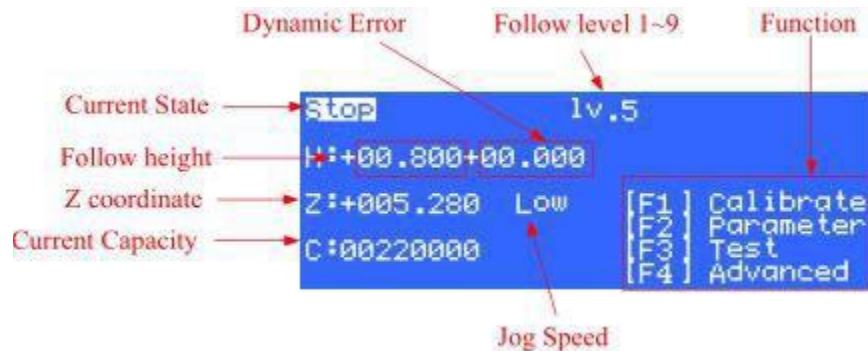 Dynamic Error Follow level 1~9 Function
Current State Stop lv.5
Follow height H:+00.800+00.000
Z coordinate Z:+005.280 Low [F1] Calibrate
[F2] Parameter
Current Capacity C:00220000 [F3] Test
[F4] Advanced
Jog Speed